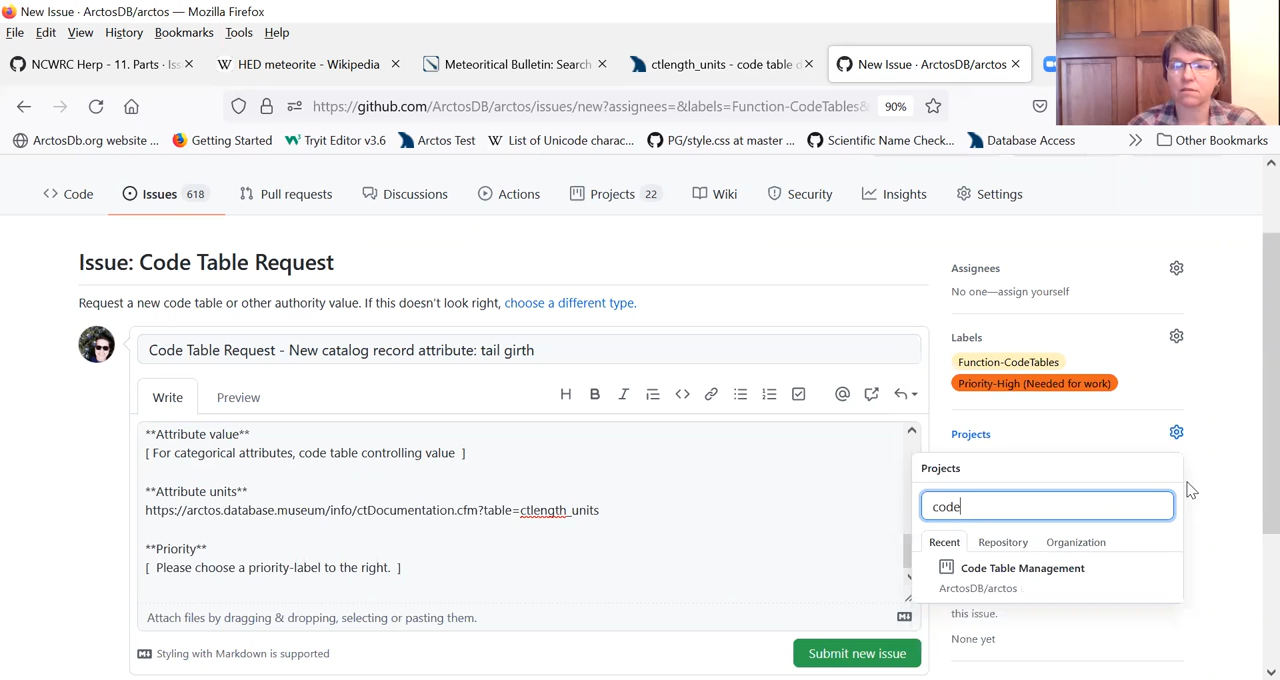 New Issue · ArctosDB/arctos — Mozilla Firefox
File Edit View History Bookmarks Tools Help
NCWRC Herp - 11. Parts · Iss
HED meteorite - Wikipedia
Meteoritical Bulletin: Search
ctlength_units - code table d
New Issue · ArctosDB/arctos
https://github.com/ArctosDB/arctos/issues/new?assignees=&labels=Function-CodeTables&
90%
ArctosDb.org website ...
Getting Started
Tryit Editor v3.6
Arctos Test
List of Unicode charac...
PG/style.css at master ...
Scientific Name Check...
Database Access
Other Bookmarks
Code
Issues 618
Pull requests
Discussions
Actions
Projects 22
Wiki
Security
Insights
Settings
Issue: Code Table Request
Request a new code table or other authority value. If this doesn't look right, choose a different type.
Code Table Request - New catalog record attribute: tail girth
Write
Preview
**Attribute value**
[ For categorical attributes, code table controlling value ]
**Attribute units**
https://arctos.database.museum/info/ctDocumentation.cfm?table=ctlength_units
**Priority**
[ Please choose a priority-label to the right. ]
Attach files by dragging & dropping, selecting or pasting them.
Styling with Markdown is supported
Submit new issue
Assignees
No one—assign yourself
Labels
Function-CodeTables
Priority-High (Needed for work)
Projects
Projects
code
Recent
Repository
Organization
Code Table Management
ArctosDB/arctos
this issue.
None yet